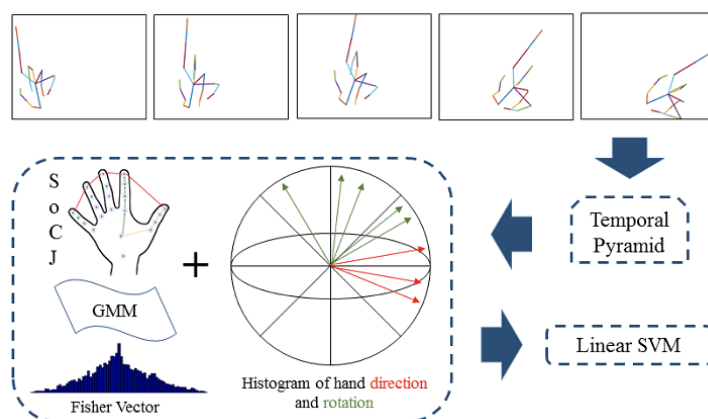 S
o
C
J
GMM
Fisher Vector
+
Histogram of hand direction
and rotation
Temporal
Pyramid
Linear SVM